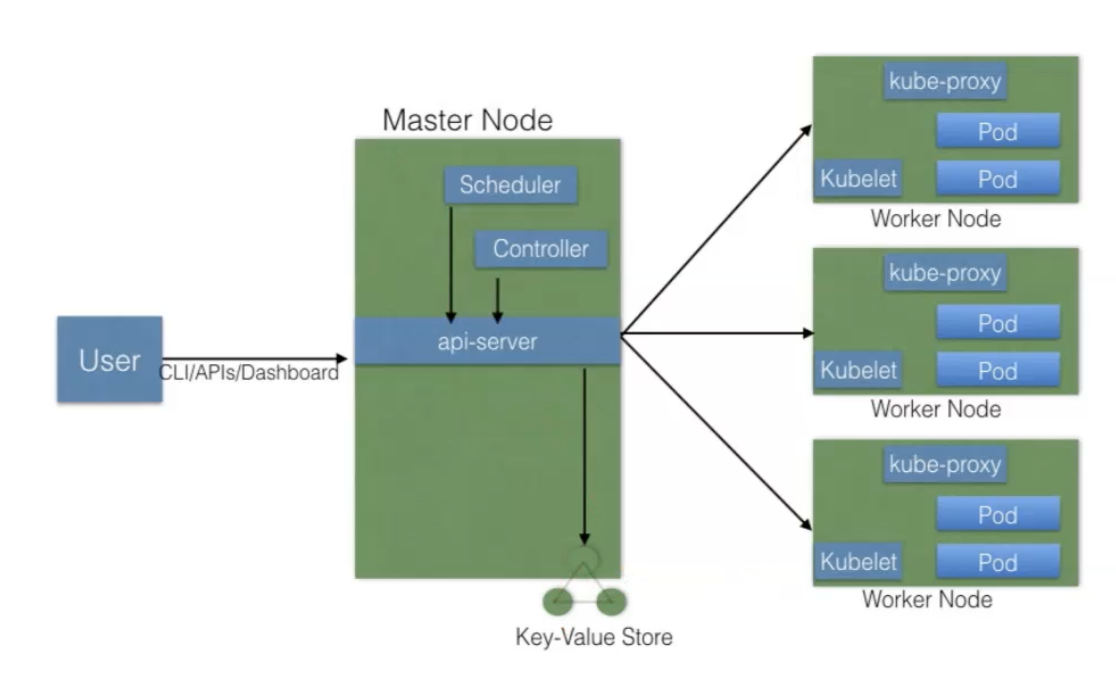 Master Node
Scheduler
Controller
api-server
User
CLI/APIs/Dashboard
Key-Value Store
kube-proxy
Pod
Kubelet
Pod
Worker Node
kube-proxy
Pod
Kubelet
Pod
Worker Node
kube-proxy
Pod
Kubelet
Pod
Worker Node